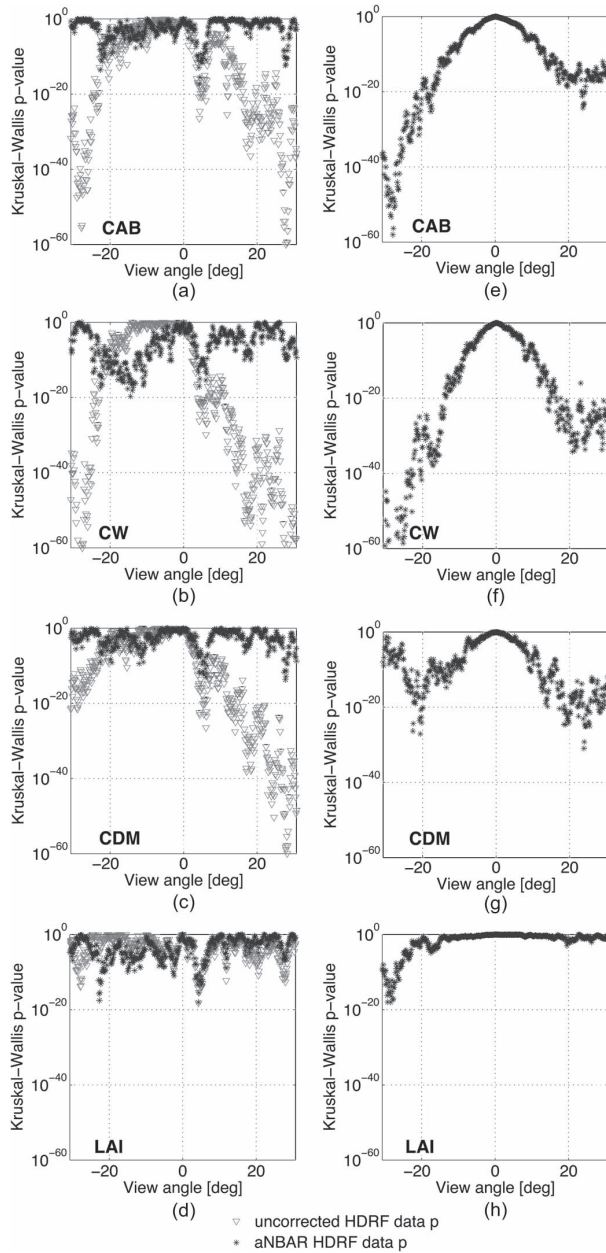 Kruskal−Wallis p−value
10^0
10^−20
10^−40
10^−60
−20
0
20
CAB
View angle [deg]
(a)
Kruskal−Wallis p−value
10^0
10^−20
10^−40
10^−60
−20
0
20
CAB
View angle [deg]
(e)
Kruskal−Wallis p−value
10^0
10^−20
10^−40
10^−60
−20
0
20
CW
View angle [deg]
(b)
Kruskal−Wallis p−value
10^0
10^−20
10^−40
10^−60
−20
0
20
CW
View angle [deg]
(f)
Kruskal−Wallis p−value
10^0
10^−20
10^−40
10^−60
−20
0
20
CDM
View angle [deg]
(c)
Kruskal−Wallis p−value
10^0
10^−20
10^−40
10^−60
−20
0
20
CDM
View angle [deg]
(g)
Kruskal−Wallis p−value
10^0
10^−20
10^−40
10^−60
−20
0
20
LAI
View angle [deg]
(d)
Kruskal−Wallis p−value
10^0
10^−20
10^−40
10^−60
−20
0
20
LAI
View angle [deg]
(h)
▽ uncorrected HDRF data p
* aNBAR HDRF data p